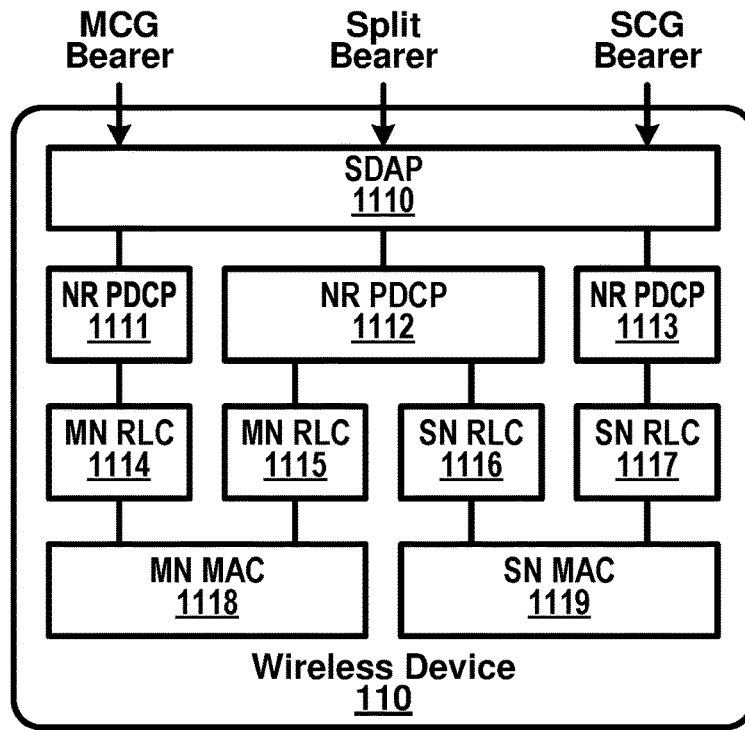 MCG Bearer
Split Bearer
SCG Bearer
SDAP
1110
NR PDCP
1111
NR PDCP
1112
NR PDCP
1113
MN RLC
1114
MN RLC
1115
SN RLC
1116
SN RLC
1117
MN MAC
1118
SN MAC
1119
Wireless Device
110